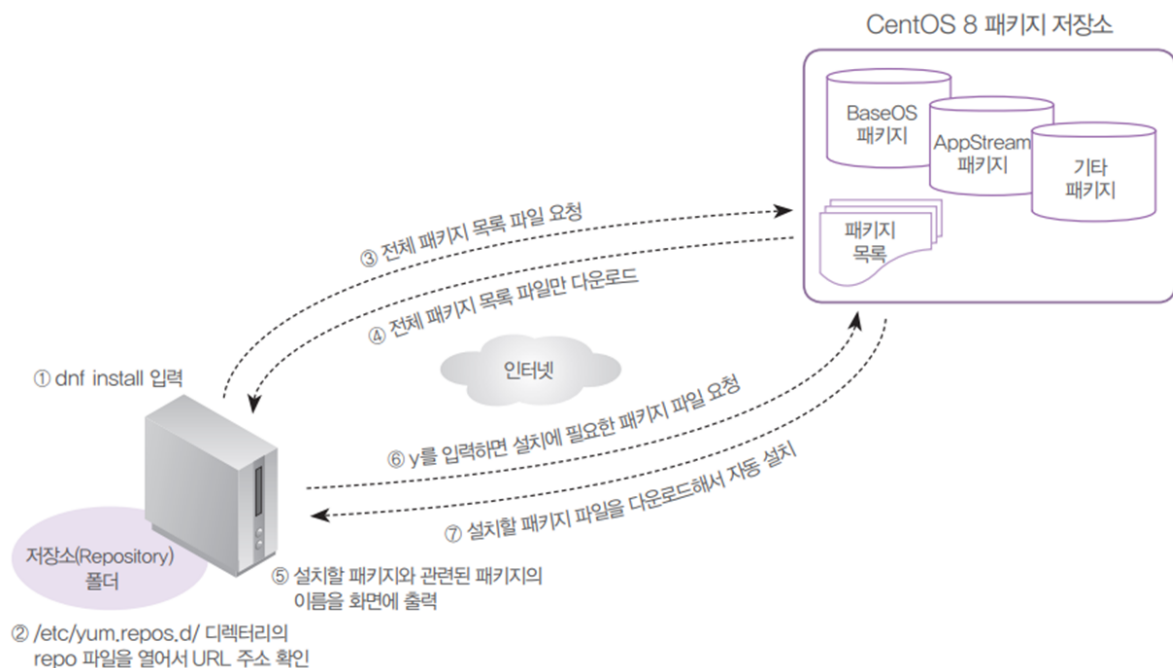 CentOS 8 패키지 저장소
BaseOS
패키지
AppStream
패키지
기타
패키지
패키지
목록
③ 전체 패키지 목록 파일 요청
④ 전체 패키지 목록 파일만 다운로드
인터넷
① dnf install 입력
⑥ y를 입력하면 설치에 필요한 패키지 파일 요청
⑦ 설치할 패키지 파일을 다운로드해서 자동 설치
저장소(Repository)
폴더
⑤ 설치할 패키지와 관련된 패키지의
이름을 화면에 출력
② /etc/yum.repos.d/ 디렉터리의
repo 파일을 열어서 URL 주소 확인